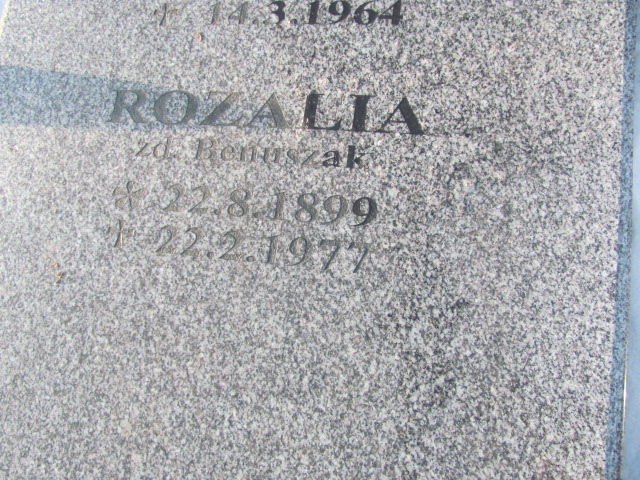 † 14.3.1964
ROZALIA
zd. Benuszak
* 22.8.1899
† 22.2.1977